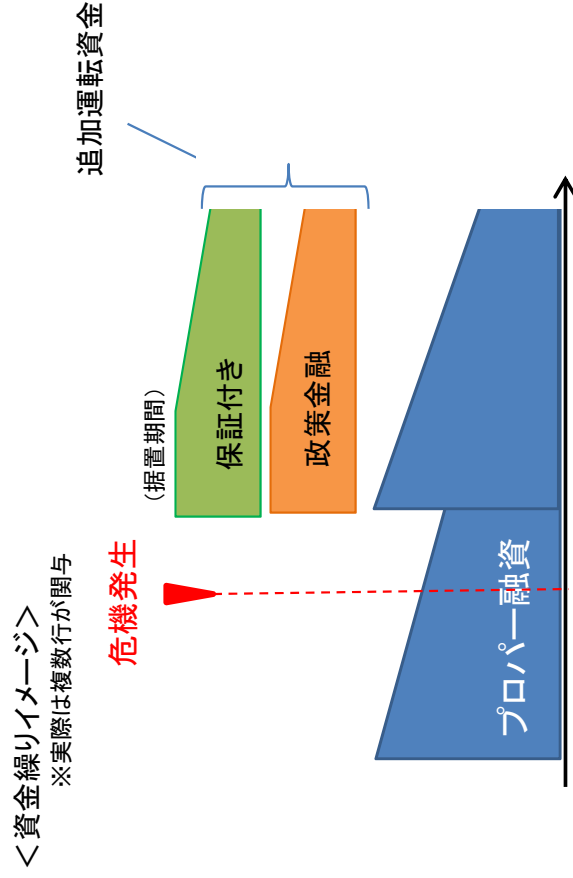 ＜資金繰りイメージ＞
※実際は複数行が関与
危機発生
（据置期間）
追加運転資金
保証付き
政策金融
プロパー融資